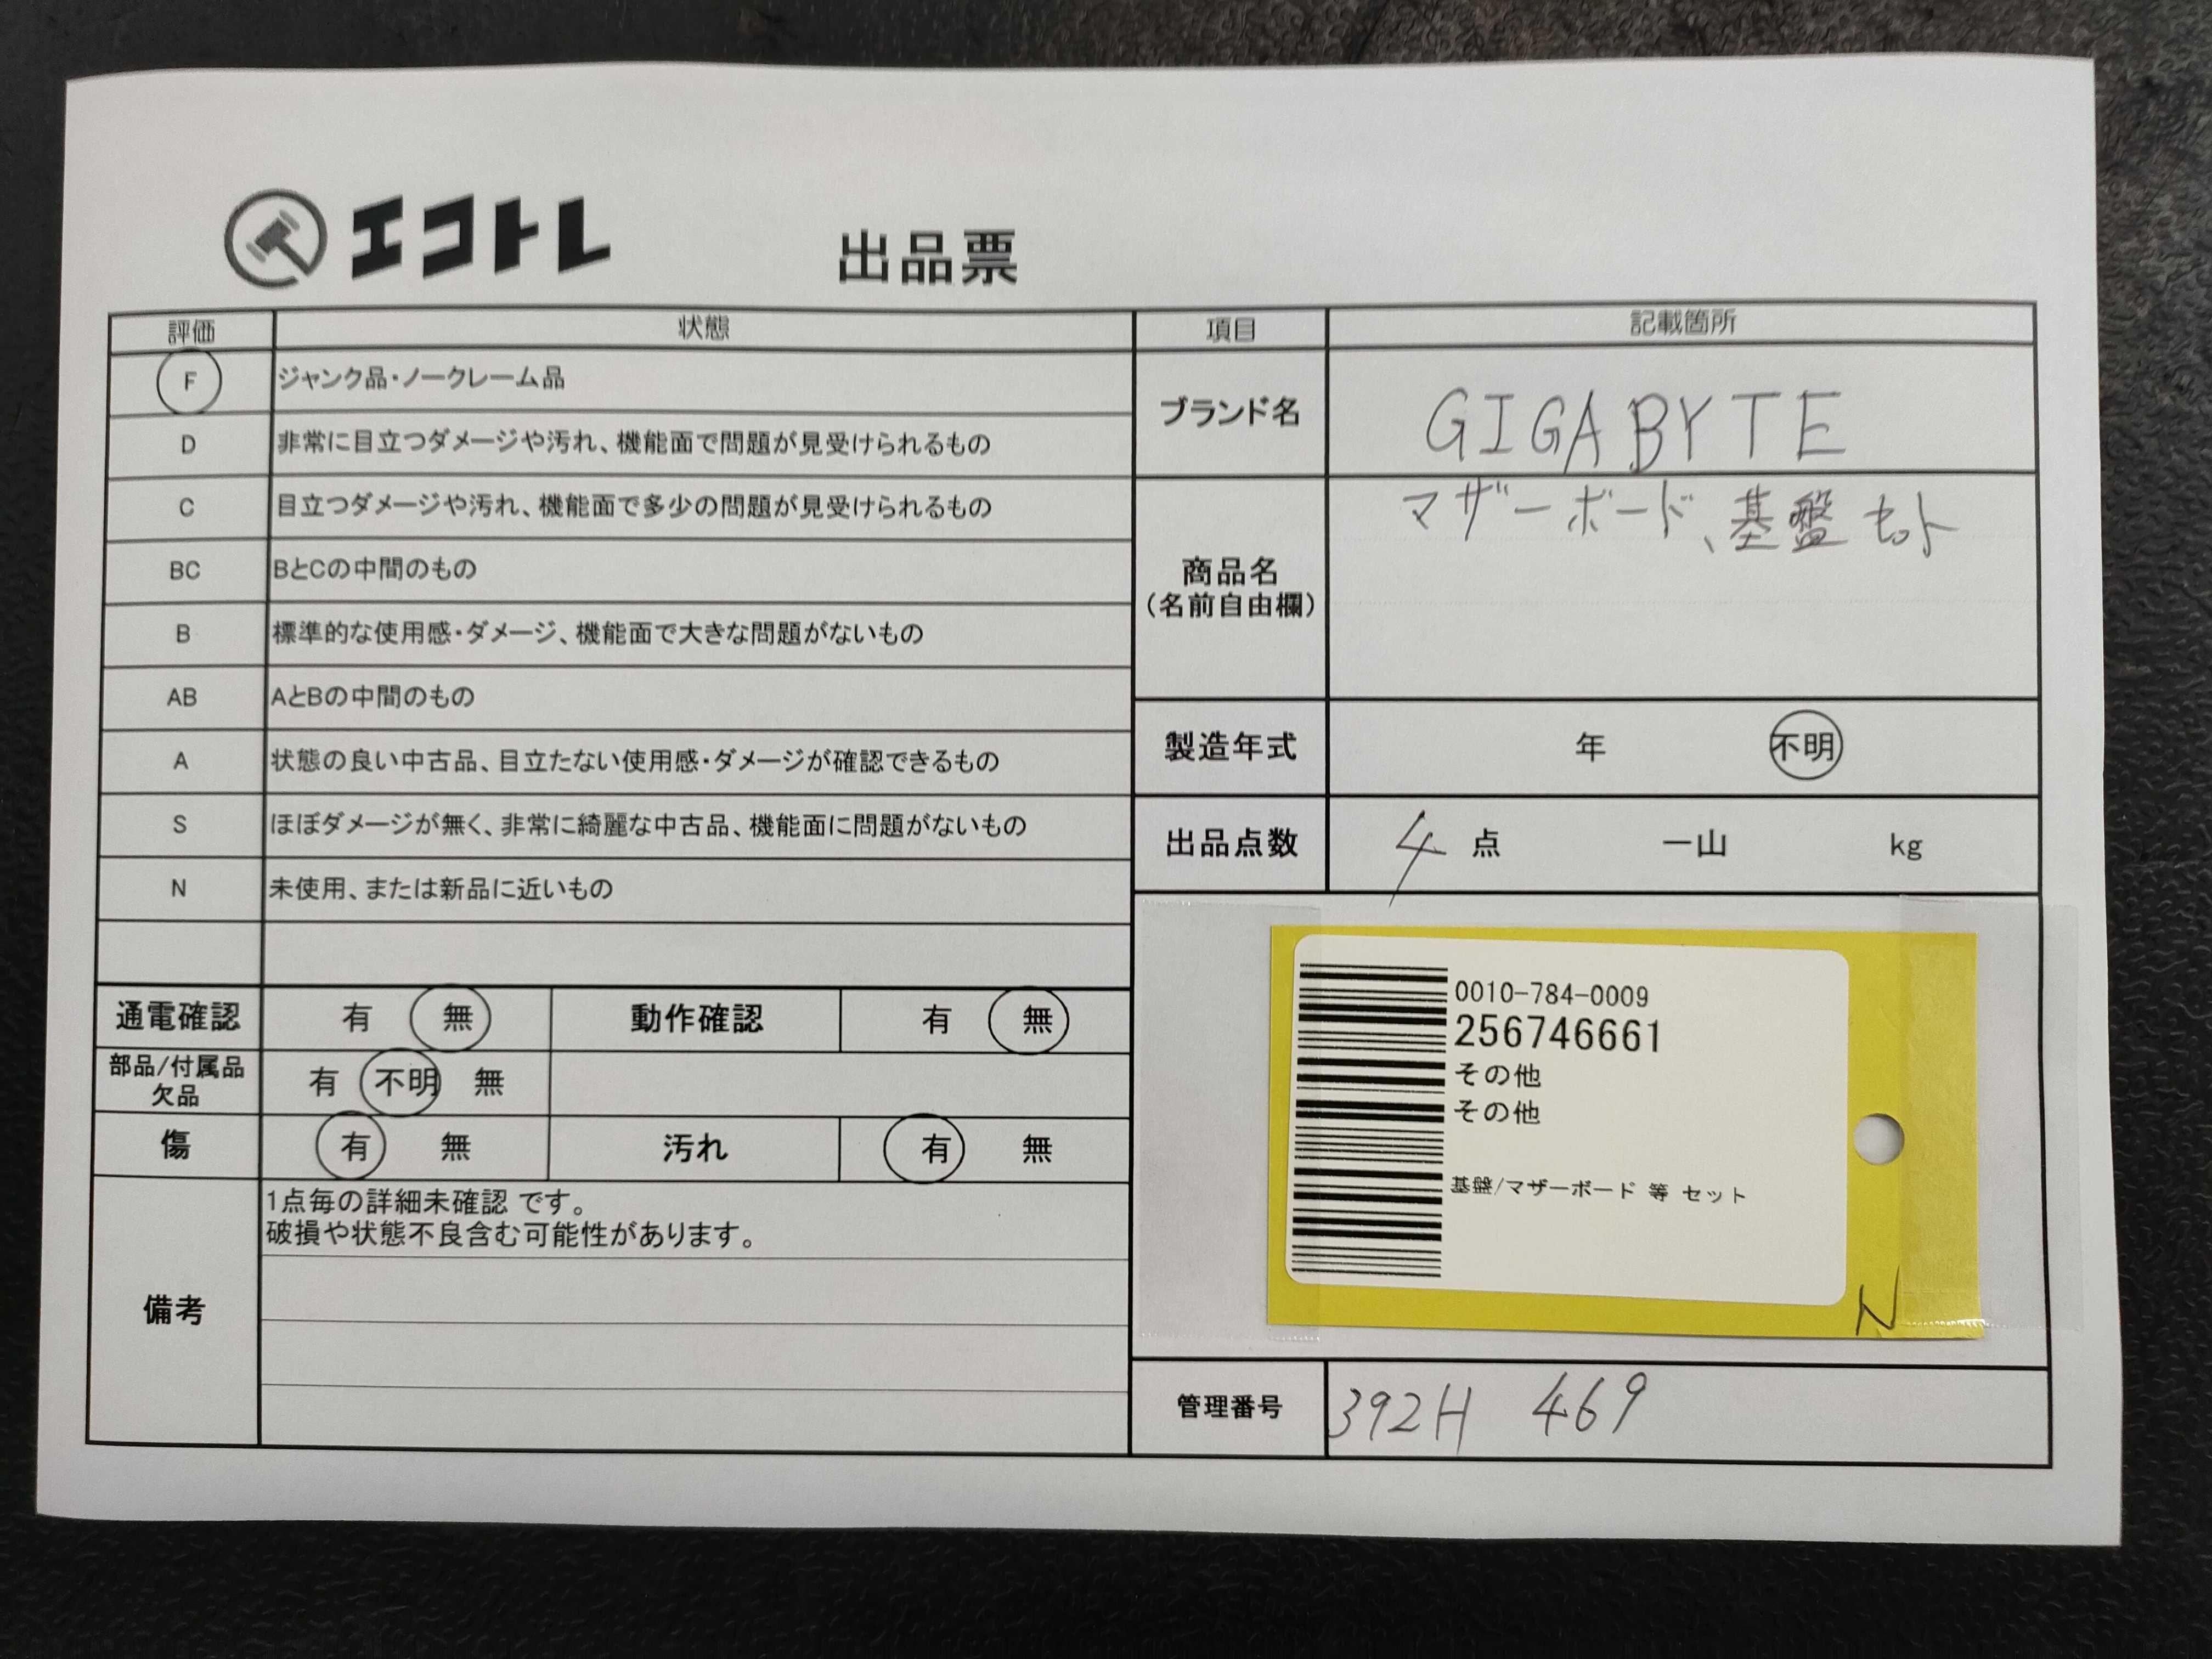 エコトレ
出品票
評価 状態 項目 記載箇所
F ジャンク品・ノークレーム品
D 非常に目立つダメージや汚れ、機能面で問題が見受けられるもの
C 目立つダメージや汚れ、機能面で多少の問題が見受けられるもの
BC BとCの中間のもの
B 標準的な使用感・ダメージ、機能面で大きな問題がないもの
AB AとBの中間のもの
A 状態の良い中古品、目立たない使用感・ダメージが確認できるもの
S ほぼダメージが無く、非常に綺麗な中古品、機能面に問題がないもの
N 未使用、または新品に近いもの
通電確認 有 無 動作確認 有 無
部品/付属品
欠品
有 不明 無
傷 有 無 汚れ 有 無
備考
1点毎の詳細未確認 です。
破損や状態不良含む可能性があります。
ブランド名 GIGABYTE
商品名
(名前自由欄)
マザーボード、基盤セット
製造年式 年 不明
出品点数 4 点 一山 kg
0010-784-0009
256746661
その他
その他
基盤/マザーボード 等 セット
N
管理番号 392H 469